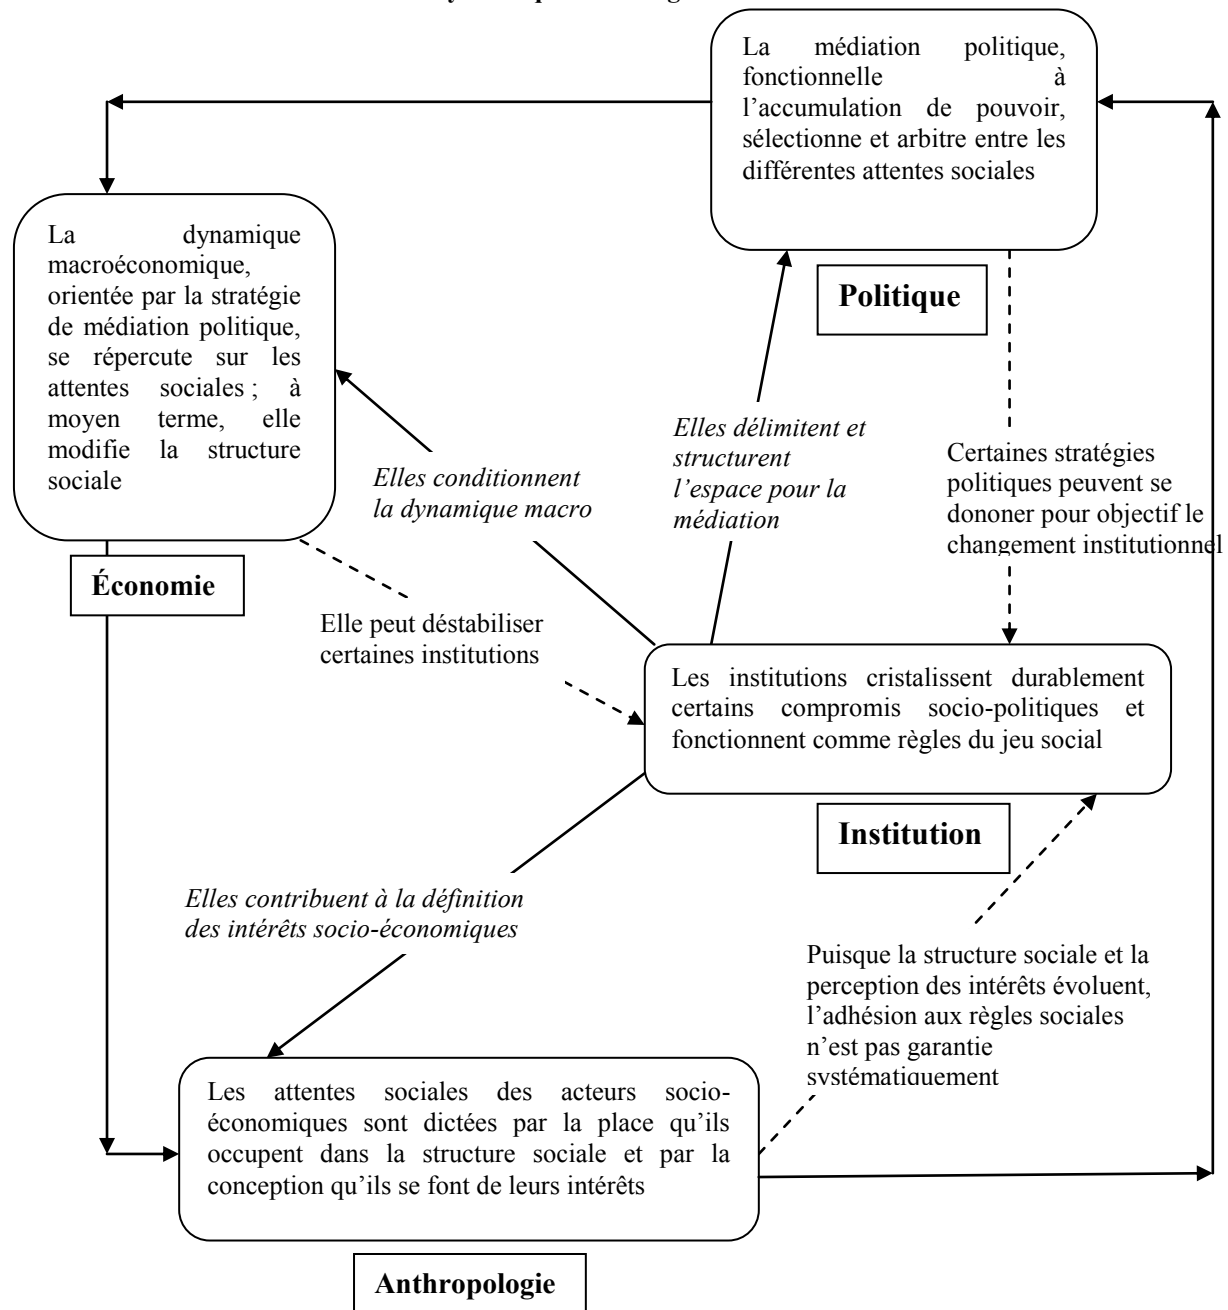 La médiation politique,
fonctionnelle à
l’accumulation de pouvoir,
sélectionne et arbitre entre les
différentes attentes sociales
La dynamique
macroéconomique,
orientée par la stratégie
de médiation politique,
se répercute sur les
attentes sociales ; à
moyen terme, elle
modifie la structure
sociale
Politique
Elles délimitent et
structurent
l’espace pour la
médiation
Certaines stratégies
politiques peuvent se
dononer pour objectif le
changement institutionnel
Elles conditionnent
la dynamique macro
Économie
Elle peut déstabiliser
certaines institutions
Les institutions cristalissent durablement
certains compromis socio-politiques et
fonctionnent comme règles du jeu social
Institution
Elles contribuent à la définition
des intérêts socio-économiques
Puisque la structure sociale et la
perception des intérêts évoluent,
l’adhésion aux règles sociales
n’est pas garantie
systématiquement
Les attentes sociales des acteurs socio-
économiques sont dictées par la place qu’ils
occupent dans la structure sociale et par la
conception qu’ils se font de leurs intérêts
Anthropologie